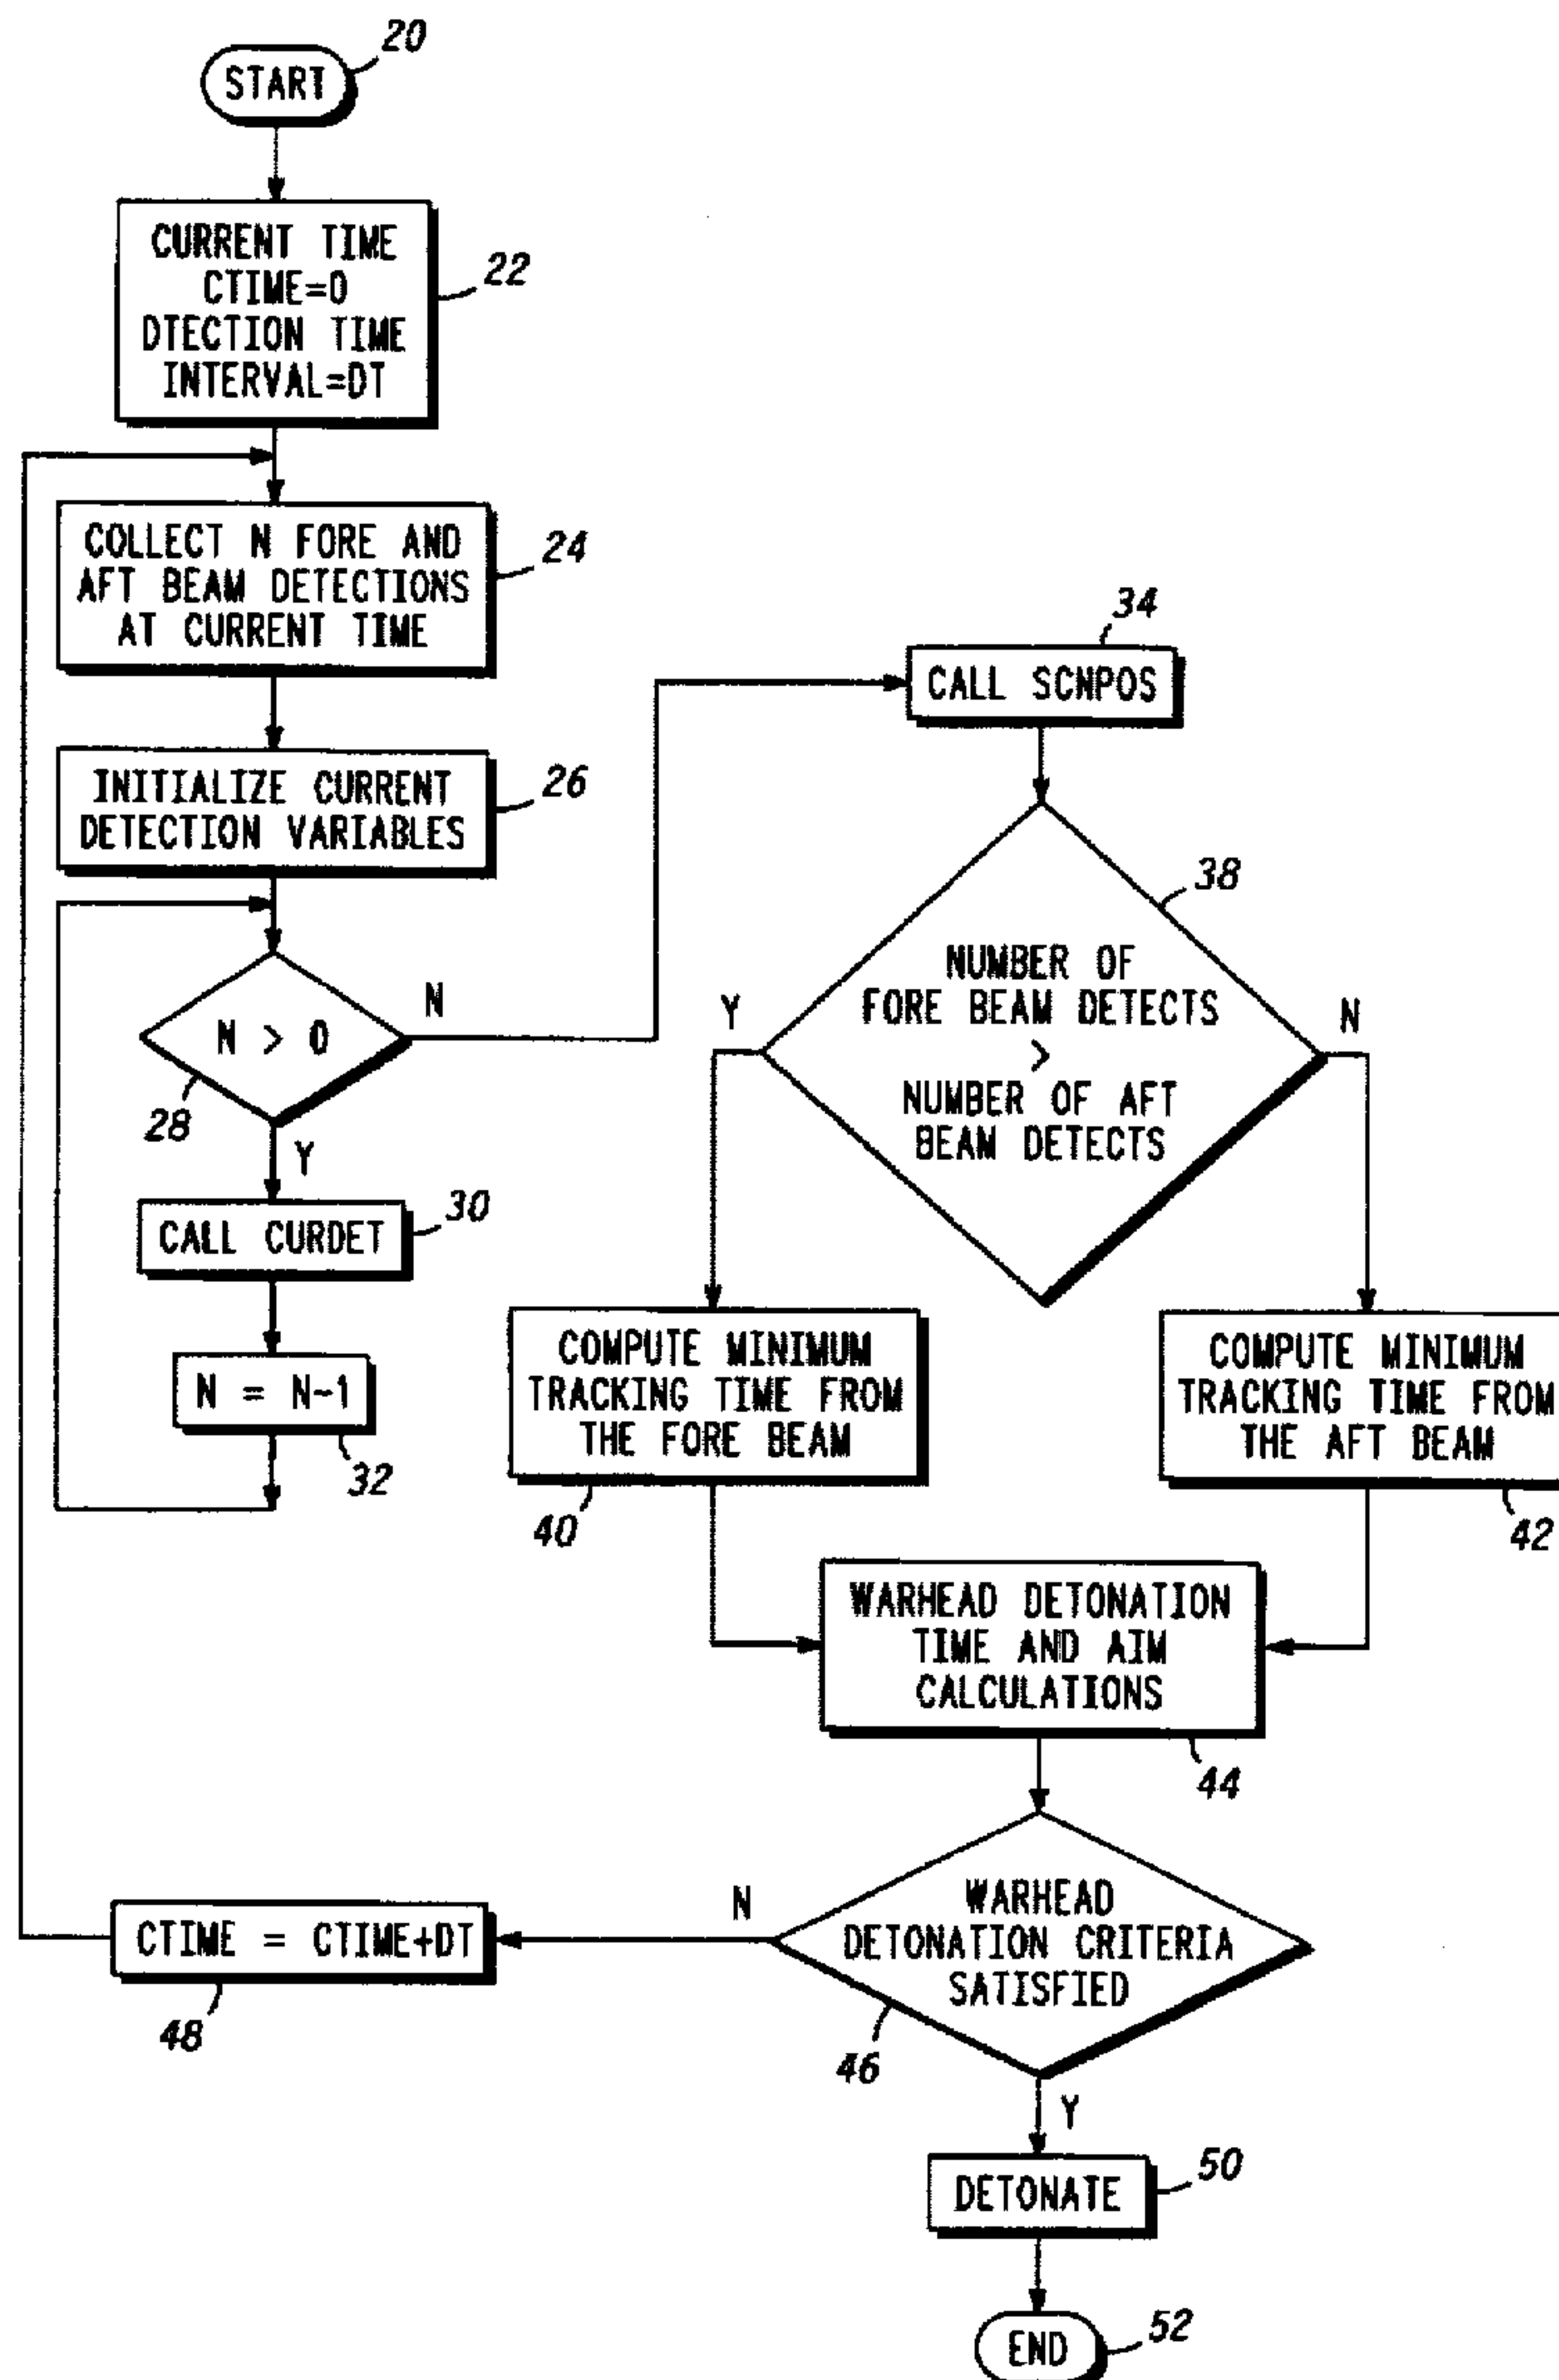 20
START
CURRENT TIME
CTIME=0
DTECTION TIME
INTERVAL=DT
22
COLLECT N FORE AND
AFT BEAM DETECTIONS
AT CURRENT TIME
24
INITIALIZE CURRENT
DETECTION VARIABLES
26
N > 0
N
28
Y
CALL CURDET
30
N = N-1
32
34
CALL SCNPOS
38
NUMBER OF
FORE BEAM DETECTS
>
NUMBER OF AFT
BEAM DETECTS
Y
N
COMPUTE MINIMUM
TRACKING TIME FROM
THE FORE BEAM
40
COMPUTE MINIMUM
TRACKING TIME FROM
THE AFT BEAM
42
WARHEAD DETONATION
TIME AND AIM
CALCULATIONS
44
WARHEAD
DETONATION CRITERIA
SATISFIED
46
N
CTIME = CTIME+DT
48
Y
DETONATE
50
END
52